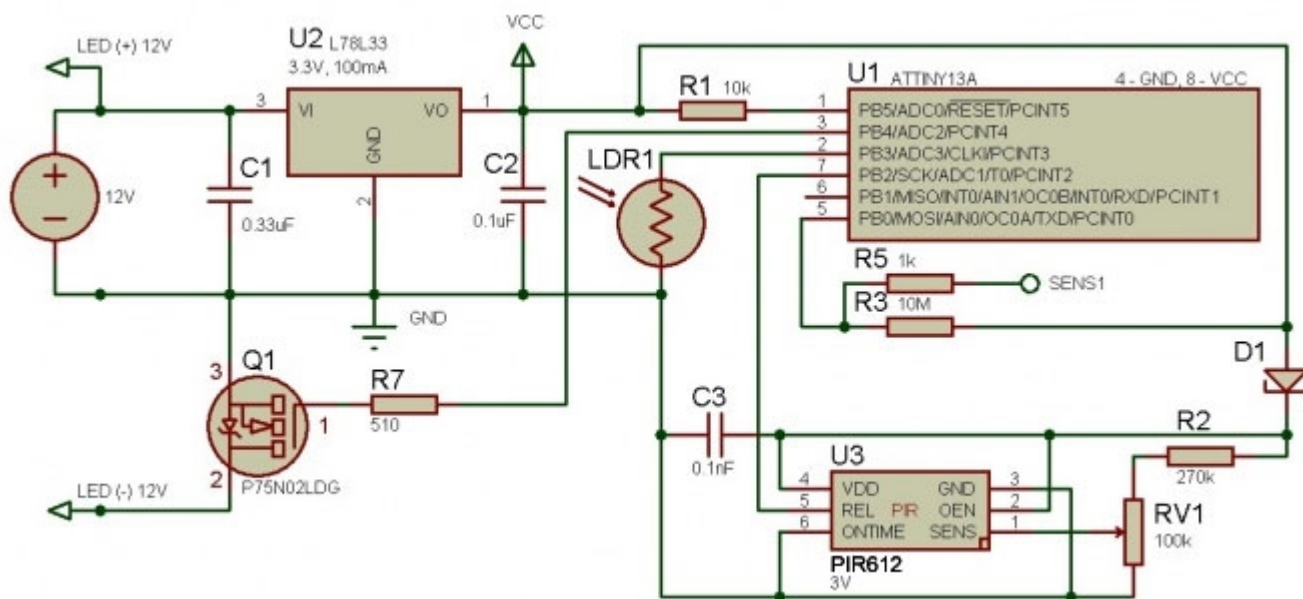 LED (+) 12V
U2 L78L33
3.3V, 100mA
VCC
3 VI VO 1
GND
2
12V
C1
0.33uF
C2
0.1uF
R1 10k
LDR1
U1 ATTINY13A 4 - GND, 8 - VCC
1 PB5/ADC0/RESET/PCINT5
3 PB4/ADC2/PCINT4
2 PB3/ADC3/CLKI/PCINT3
7 PB2/SCK/ADC1/T0/PCINT2
6 PB1/MISO/INT0/AIN1/OC0B/INT0/RXD/PCINT1
5 PB0/MOSI/AIN0/OC0A/TXD/PCINT0
R5 1k
SENS1
R3 10M
GND
D1
Q1
3
1
2
P75N02LDG
R7
510
LED (-) 12V
C3
0.1nF
R2
270k
RV1
100k
U3
4 VDD GND 3
5 REL PIR OEN 2
6 ONTIME SENS 1
PIR612
3V